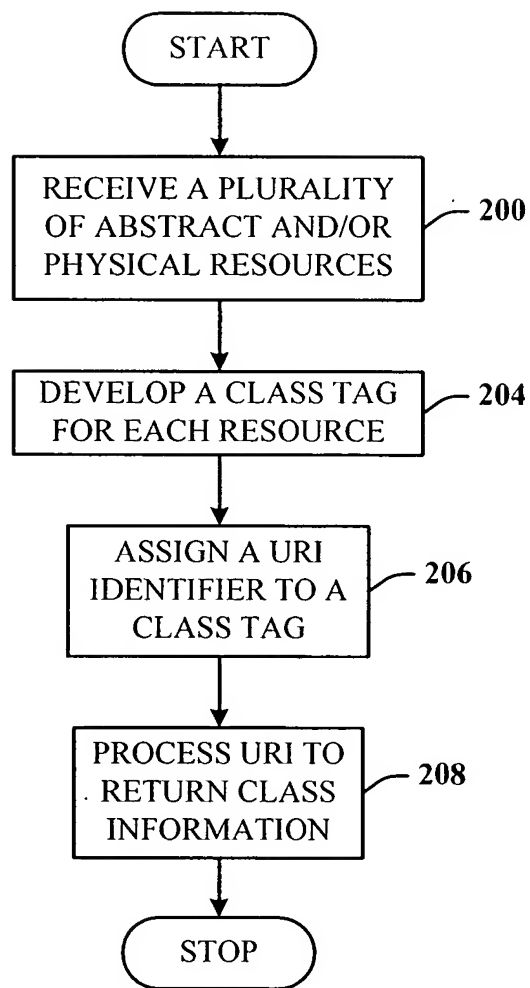 START
RECEIVE A PLURALITY
OF ABSTRACT AND/OR
PHYSICAL RESOURCES
200
DEVELOP A CLASS TAG
FOR EACH RESOURCE
204
ASSIGN A URI
IDENTIFIER TO A
CLASS TAG
206
PROCESS URI TO
RETURN CLASS
INFORMATION
208
STOP